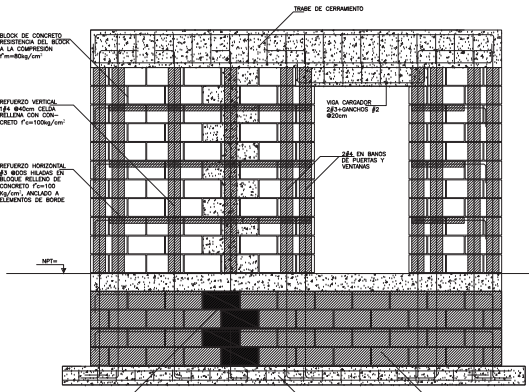 TRABE DE CERRAMIENTO
BLOCK DE CONCRETO
RESISTENCIA DEL BLOCK
A LA COMPRESIÓN
f'm=80kg/cm²
REFUERZO VERTICAL
1#4 @40cm CELDA
RELLENA CON CON-
CRETO f'c=100kg/cm²
REFUERZO HORIZONTAL
#3 @DOS HILADAS EN
BLOQUE RELLENO DE
CONCRETO f'c=100
Kg/cm², ANCLADO A
ELEMENTOS DE BORDE
VIGA CARGADOR
2#3+GANCHOS #2
@20cm
2#4 EN BANOS
DE PUERTAS Y
VENTANAS
NPT=